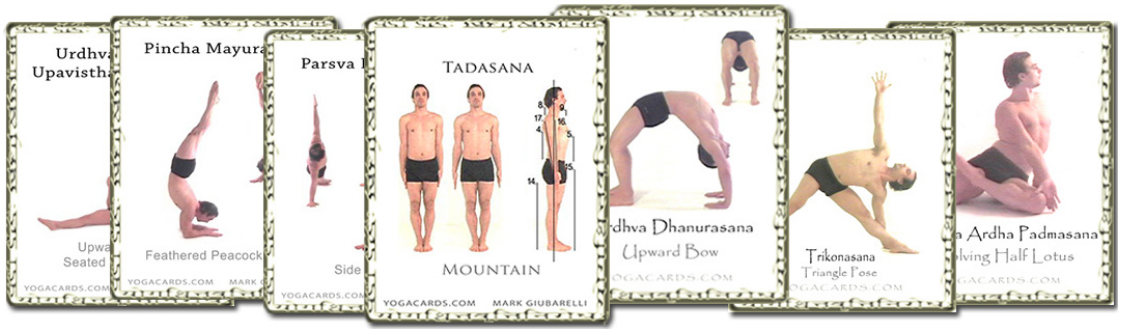 Urdhva
Upavistha
Upwa
Seated
YOGACARDS.COM
Pincha Mayura
Feathered Peacock
YOGACARDS.COM MARK G
Parsva
Side
YOGACARDS.COM
TADASANA
8
9
17
16
4
5
15
14
MOUNTAIN
YOGACARDS.COM MARK GIUBARELLI
rdhva Dhanurasana
Upward Bow
OGACARDS.COM
Trikonasana
Triangle Pose
YOGACARDS.COM
a Ardha Padmasana
olving Half Lotus
YOGACARDS.COM